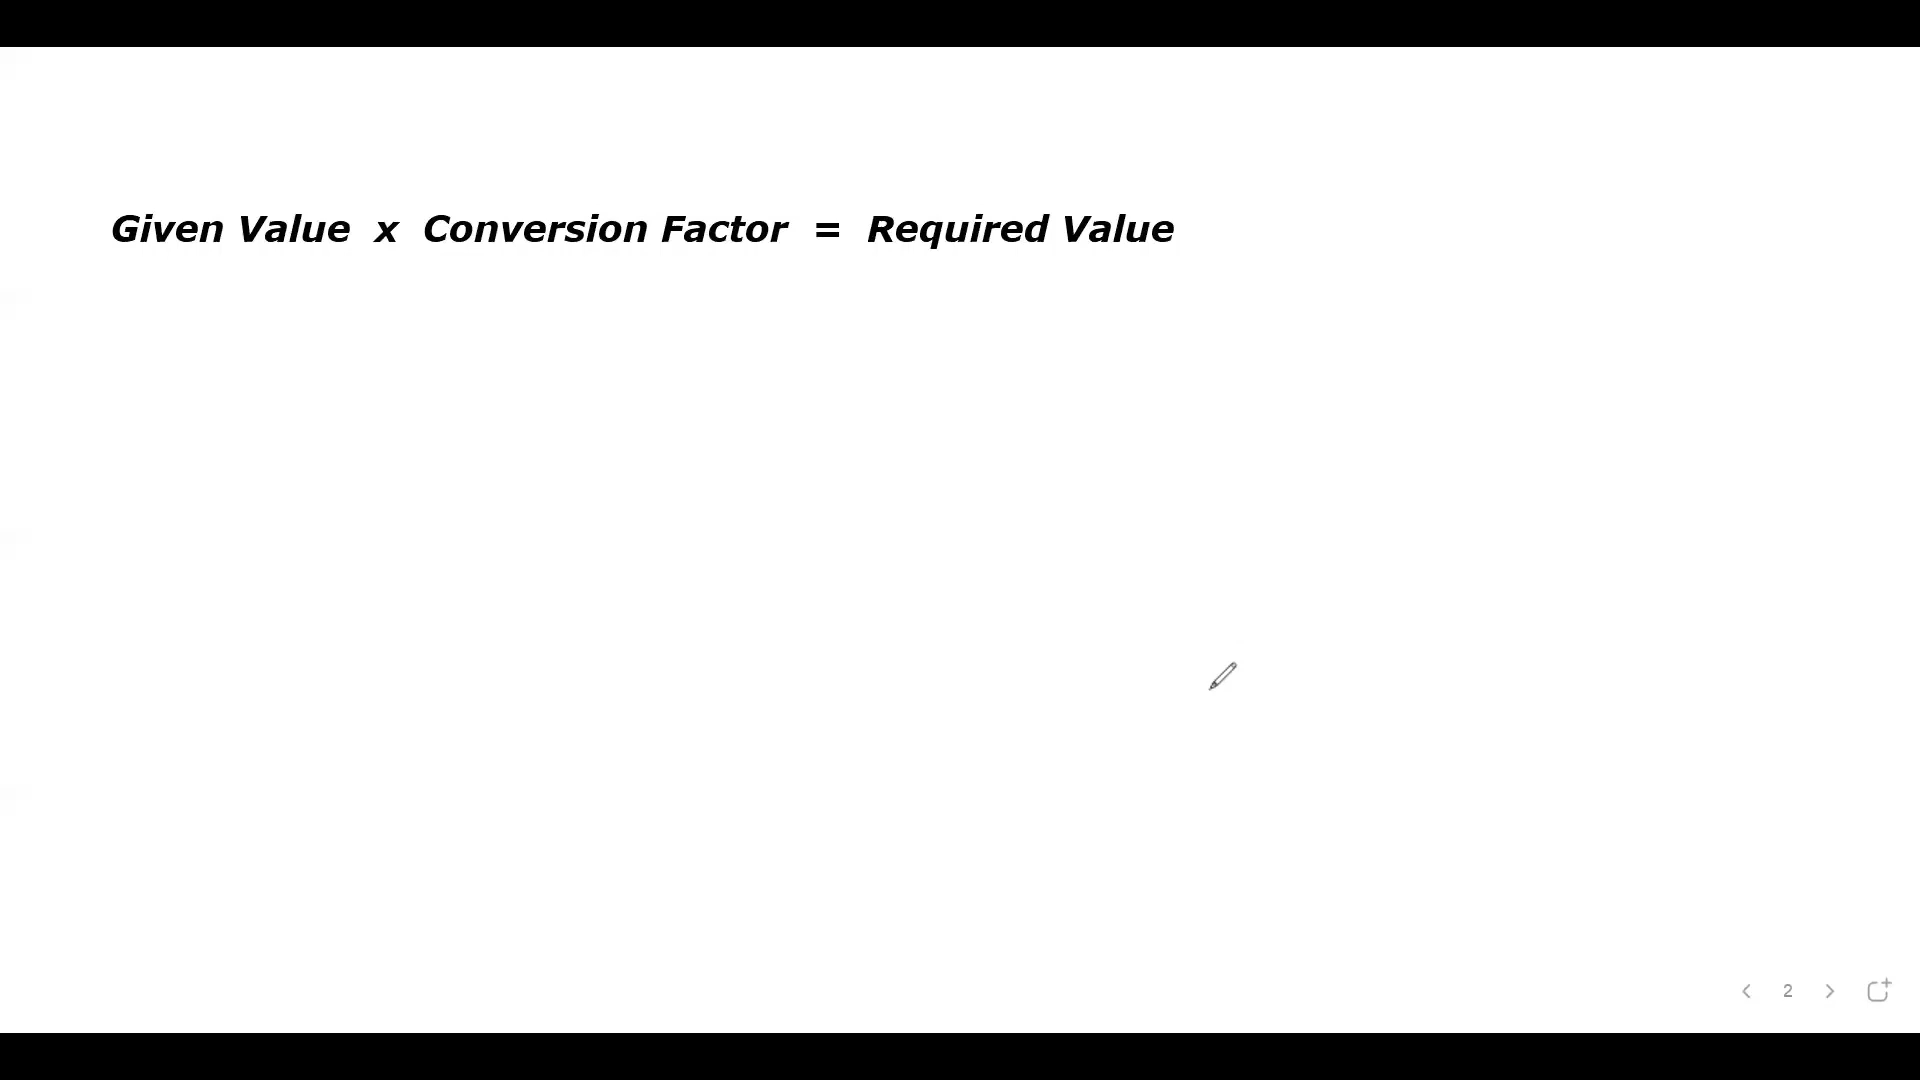 Given Value x Conversion Factor = Required Value
2